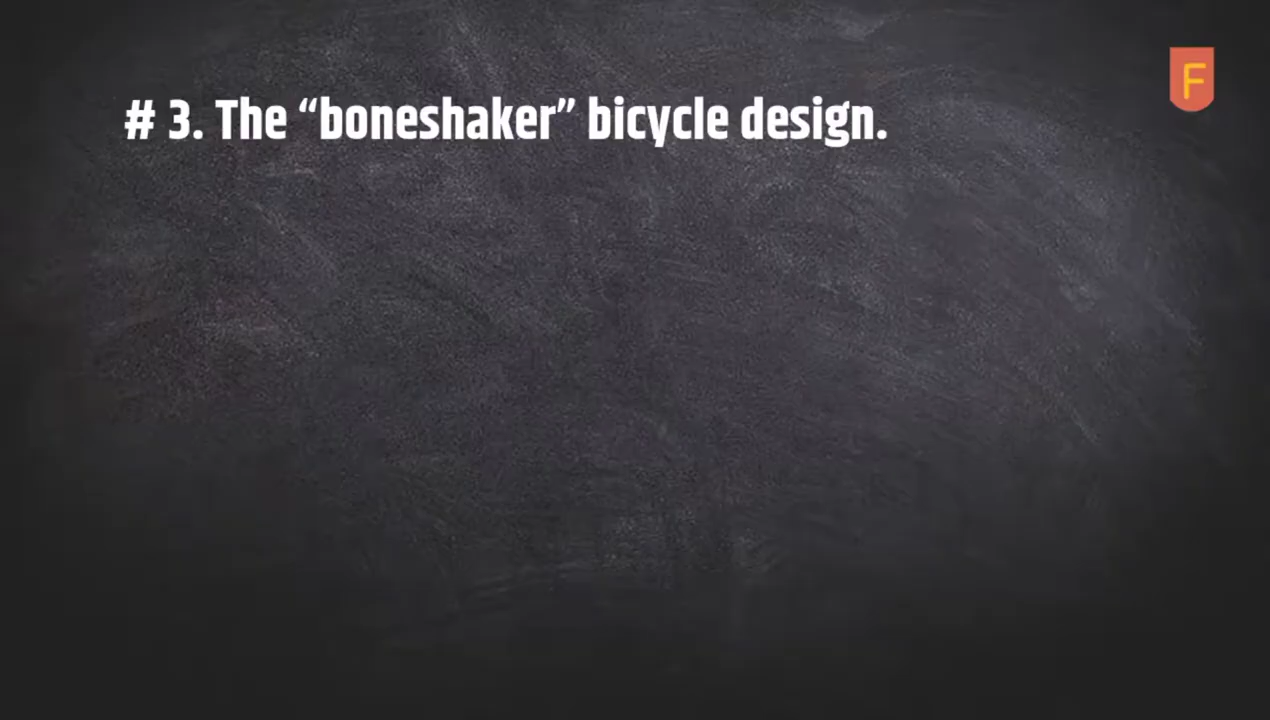 # 3. The “boneshaker” bicycle design.
F